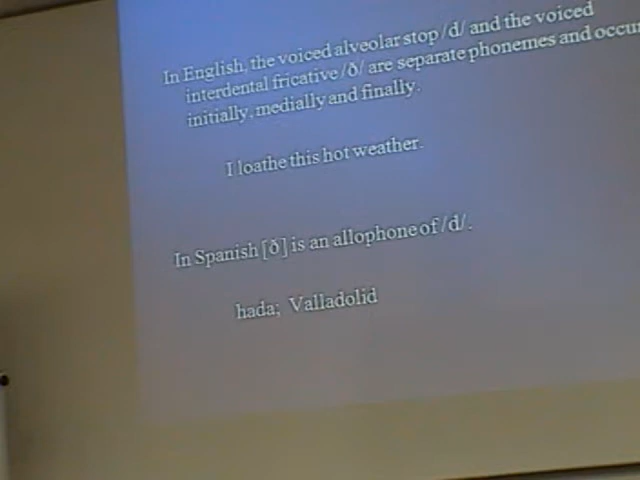 In English, the voiced alveolar stop /d/ and the voiced
interdental fricative /ð/ are separate phonemes and occur
initially, medially and finally.
I loathe this hot weather.
In Spanish [ð] is an allophone of /d/.
hada; Valladolid